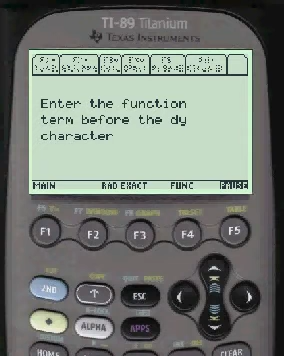 TI-89 Titanium
TEXAS INSTRUMENTS
Enter the function
term before the dy
character
MAIN RAD EXACT FUNC PAUSE
F1 F2 F3 F4 F5
2ND ↑ ESC
ALPHA APPS
HOME CLEAR